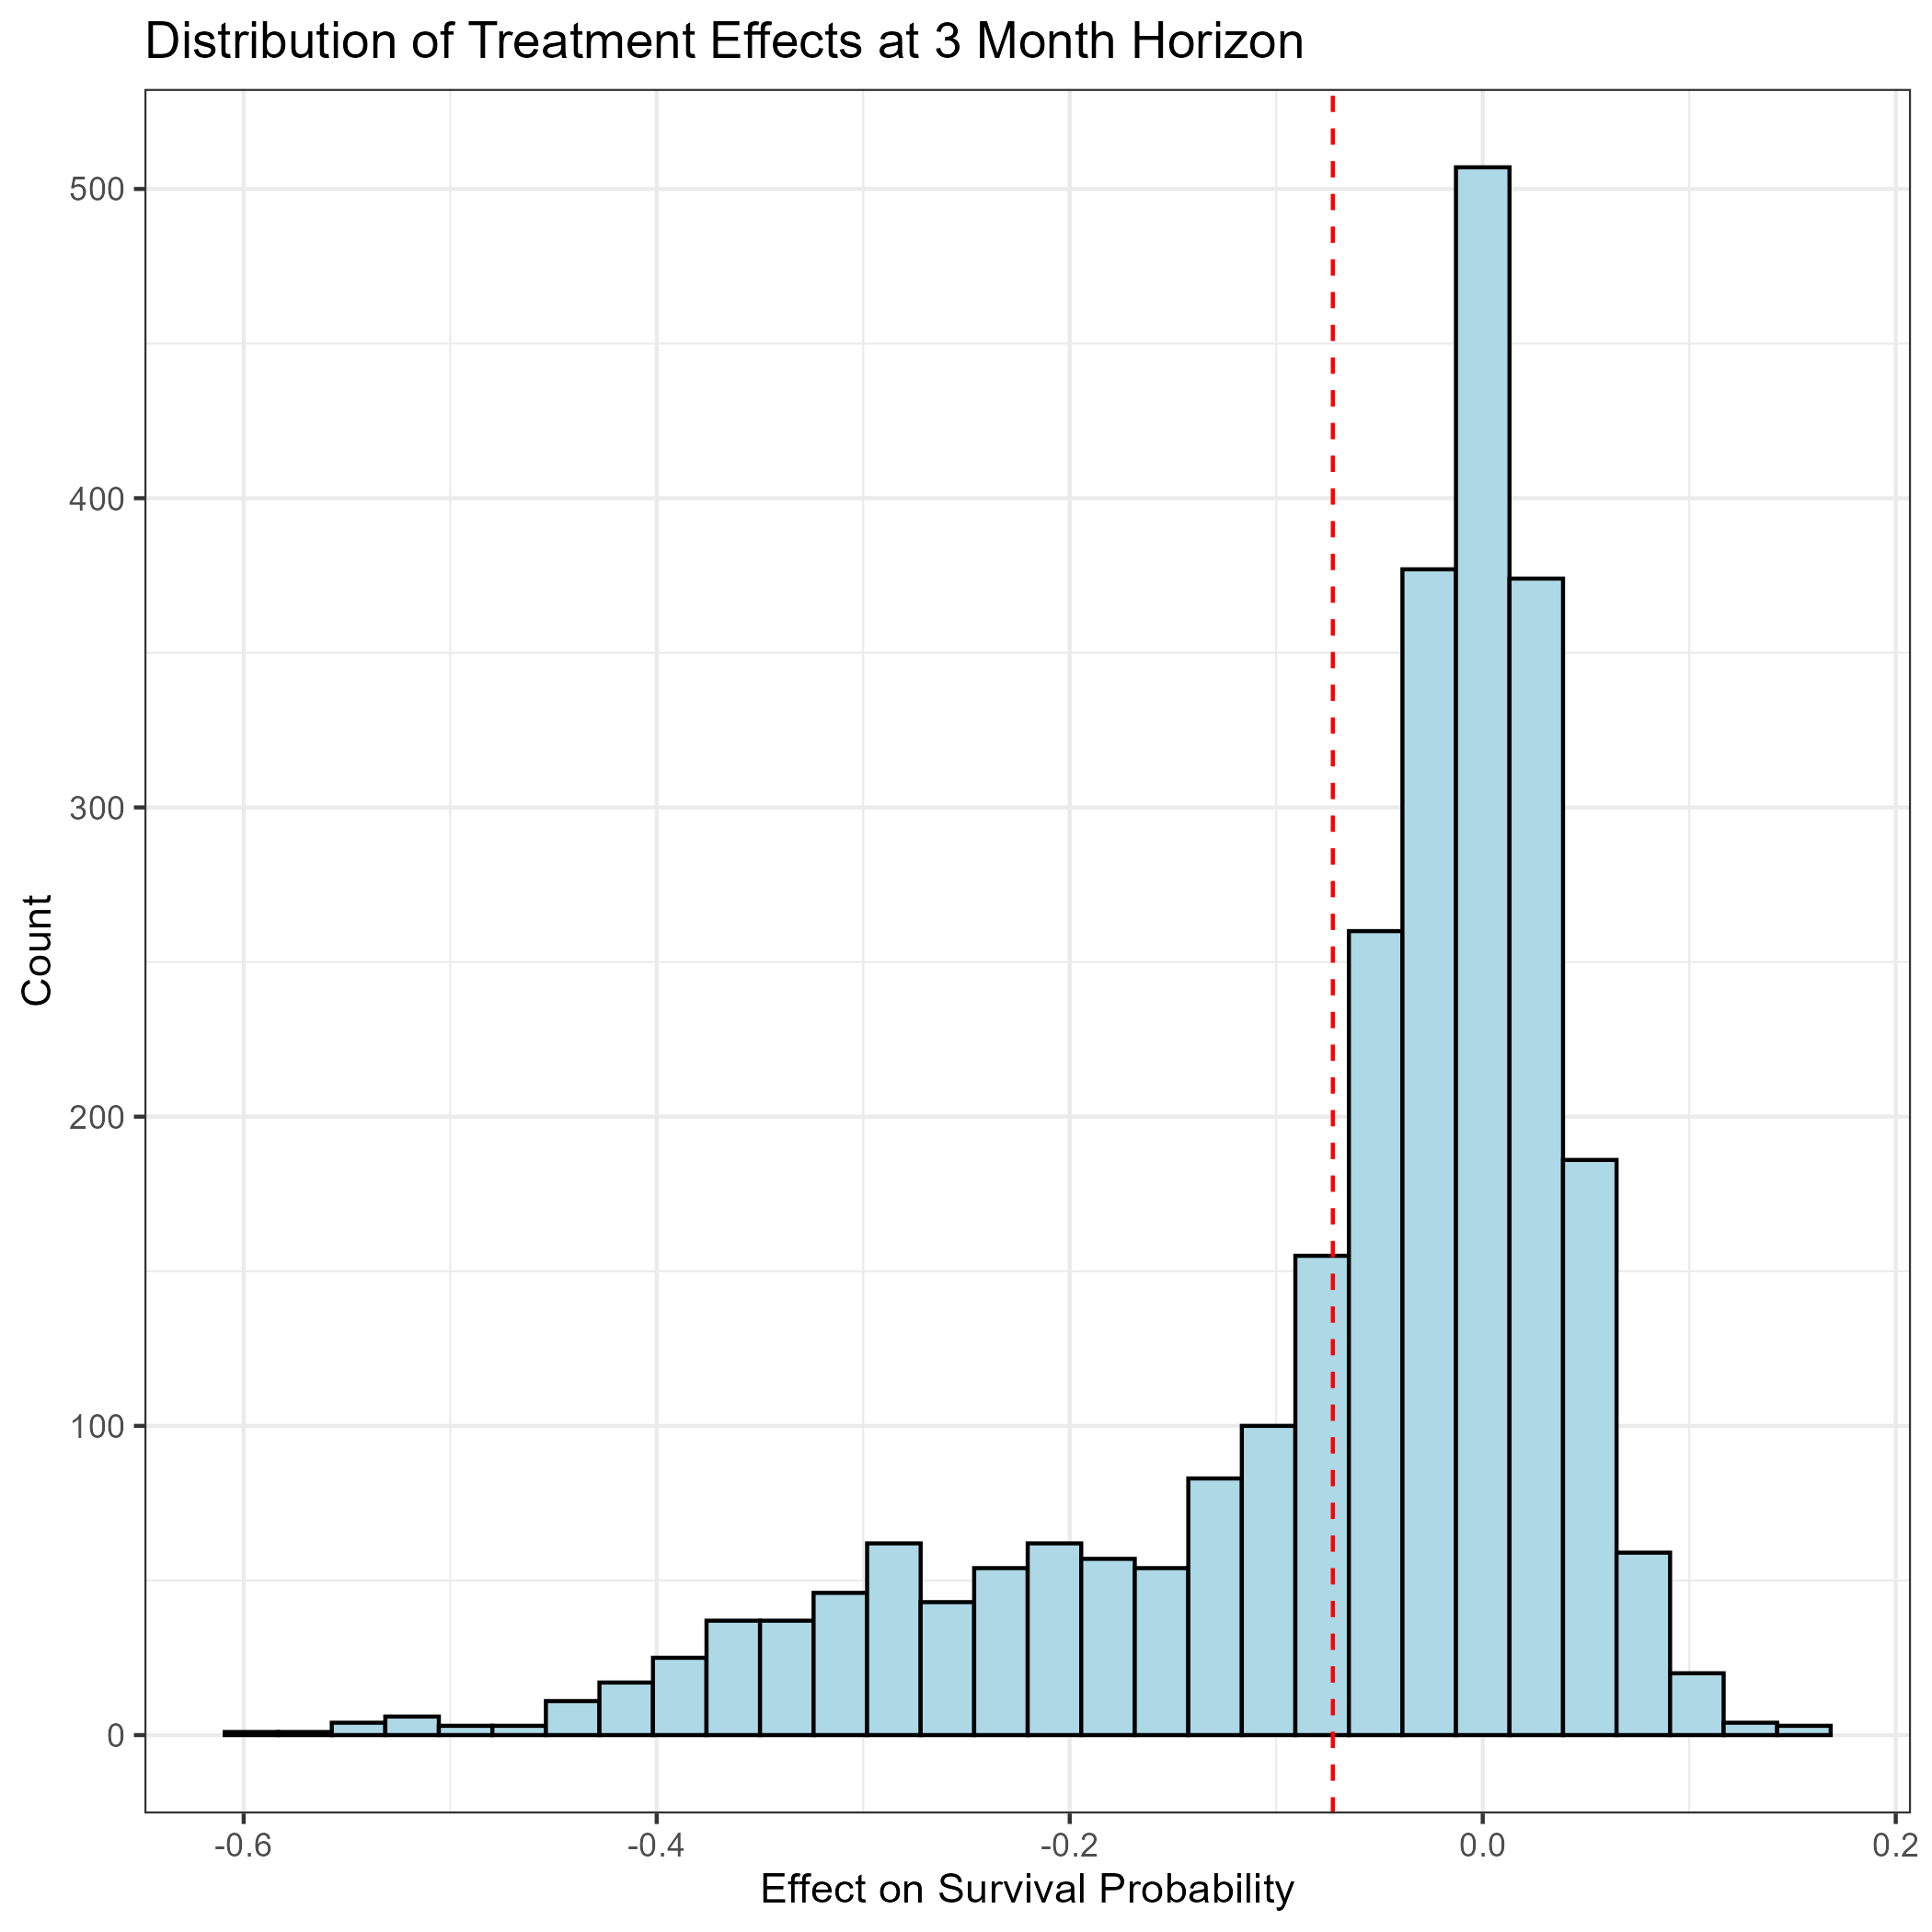 Distribution of Treatment Effects at 3 Month Horizon
500
400
300
200
100
0
Count
-0.6 -0.4 -0.2 0.0 0.2
Effect on Survival Probability